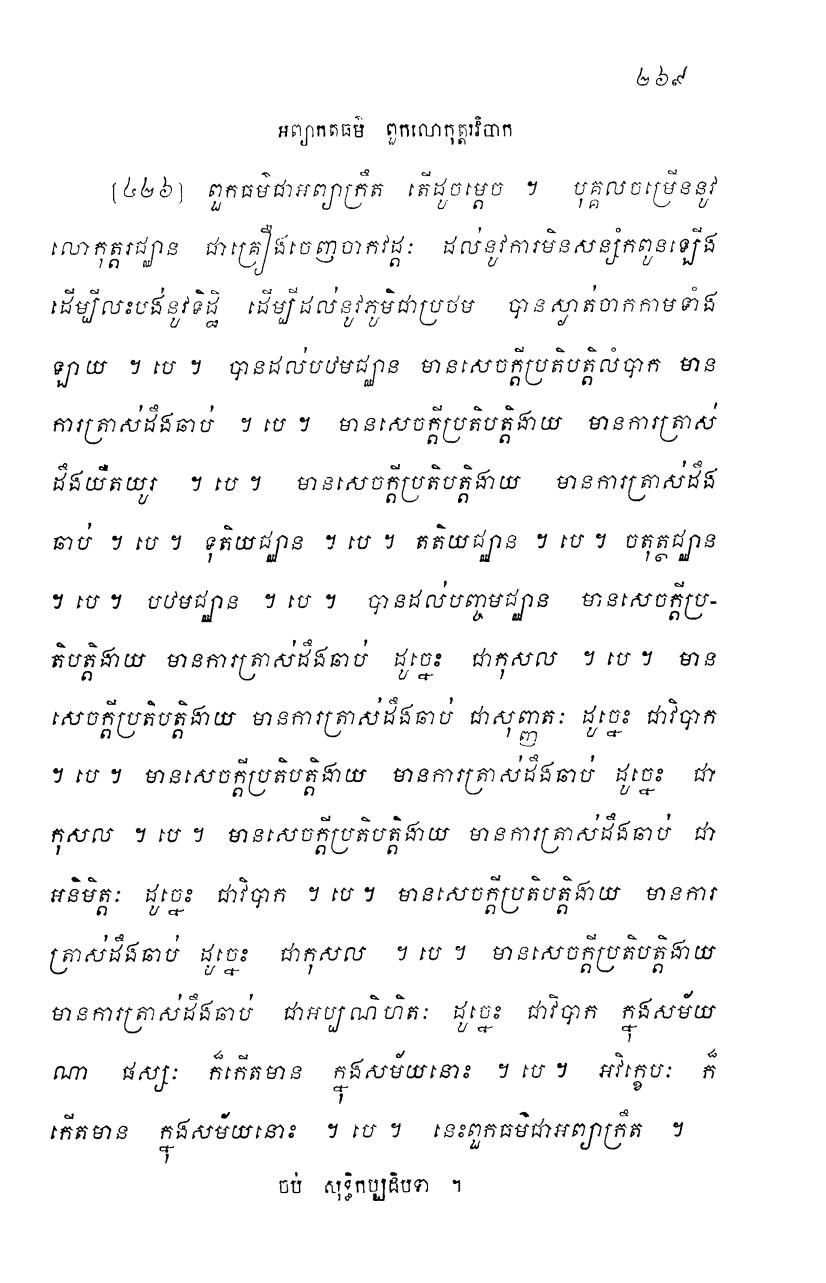 ២៦៩
អព្យាកតធម៌ ពួកលោកុត្តរវិបាក
[៤២៦] ពួកធម៌ជាអព្យាក្រឹត តើដូចម្តេច ។ បុគ្គលចម្រើននូវ
លោកុត្តរជ្ឈាន ជាគ្រឿងចេញចាកវដ្តៈ ដល់នូវការមិនសន្សំកពូនឡើង
ដើម្បីលះបង់នូវទិដ្ឋិ ដើម្បីដល់នូវភូមិជាប្រថម បានស្ងាត់ចាកកាមទាំង
ឡាយ ។ បេ ។ បានដល់បឋមជ្ឈាន មានសេចក្តីប្រតិបត្តិលំបាក មាន
ការត្រាស់ដឹងឆាប់ ។ បេ ។ មានសេចក្តីប្រតិបត្តិងាយ មានការត្រាស់
ដឹងយឺតយូរ ។ បេ ។ មានសេចក្តីប្រតិបត្តិងាយ មានការត្រាស់ដឹង
ឆាប់ ។ បេ ។ ទុតិយជ្ឈាន ។ បេ ។ តតិយជ្ឈាន ។ បេ ។ ចតុត្ថជ្ឈាន
។ បេ ។ បឋមជ្ឈាន ។ បេ ។ បានដល់បញ្ចមជ្ឈាន មានសេចក្តីប្រ-
តិបត្តិងាយ មានការត្រាស់ដឹងឆាប់ ដូច្នេះ ជាកុសល ។ បេ ។ មាន
សេចក្តីប្រតិបត្តិងាយ មានការត្រាស់ដឹងឆាប់ ជាសុញ្ញតៈ ដូច្នេះ ជាវិបាក
។ បេ ។ មានសេចក្តីប្រតិបត្តិងាយ មានការត្រាស់ដឹងឆាប់ ដូច្នេះ ជា
កុសល ។ បេ ។ មានសេចក្តីប្រតិបត្តិងាយ មានការត្រាស់ដឹងឆាប់ ជា
អនិមិត្តៈ ដូច្នេះ ជាវិបាក ។ បេ ។ មានសេចក្តីប្រតិបត្តិងាយ មានការ
ត្រាស់ដឹងឆាប់ ដូច្នេះ ជាកុសល ។ បេ ។ មានសេចក្តីប្រតិបត្តិងាយ
មានការត្រាស់ដឹងឆាប់ ជាអប្បណិហិតៈ ដូច្នេះ ជាវិបាក ក្នុងសម័យ
ណា ផស្សៈ ក៏កើតមាន ក្នុងសម័យនោះ ។ បេ ។ អវិក្ខេបៈ ក៏
កើតមាន ក្នុងសម័យនោះ ។ បេ ។ នេះពួកធម៌ជាអព្យាក្រឹត ។
ចប់ សុទ្ធិកប្បដិបទា ។